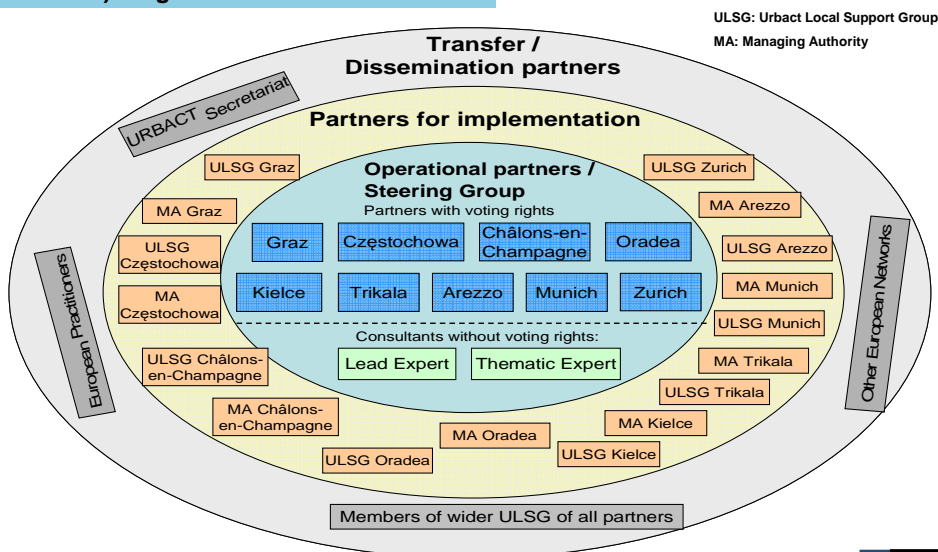 ULSG: Urbact Local Support Group
MA: Managing Authority
Transfer /
Dissemination partners
URBACT Secretariat
Partners for implementation
ULSG Graz
Operational partners /
Steering Group
ULSG Zurich
MA Graz
Partners with voting rights
MA Arezzo
Graz
Częstochowa
Châlons-en-
Champagne
Oradea
ULSG
Częstochowa
ULSG Arezzo
European Practitioners
Other European Networks
Kielce
Trikala
Arezzo
Munich
Zurich
MA
Częstochowa
MA Munich
ULSG Munich
Consultants without voting rights:
ULSG Châlons-
en-Champagne
Lead Expert
Thematic Expert
MA Trikala
ULSG Trikala
MA Châlons-
en-Champagne
MA Kielce
MA Oradea
ULSG Oradea
ULSG Kielce
Members of wider ULSG of all partners